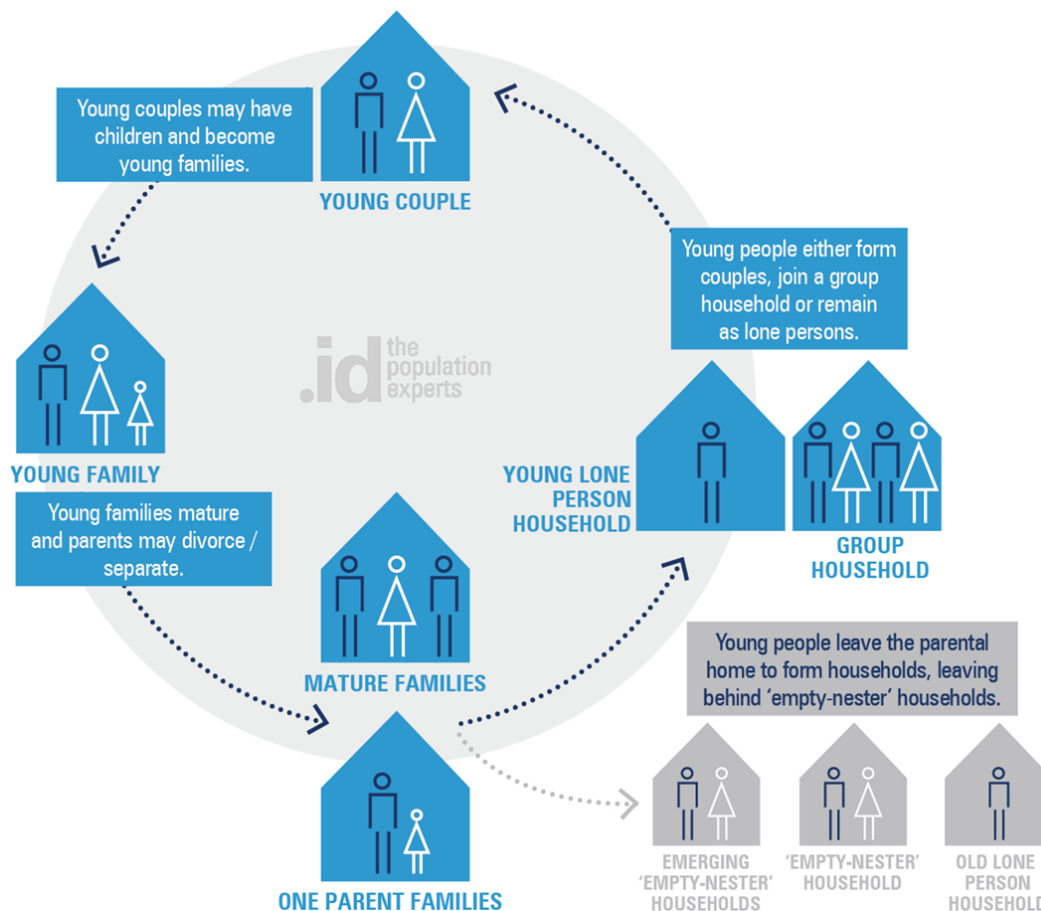 Young couples may have
children and become
young families.
YOUNG COUPLE
Young people either form
couples, join a group
household or remain
as lone persons.
.id the
population
experts
YOUNG FAMILY
YOUNG LONE
PERSON
HOUSEHOLD
GROUP
HOUSEHOLD
Young families mature
and parents may divorce /
separate.
MATURE FAMILIES
Young people leave the parental
home to form households, leaving
behind ‘empty-nester’ households.
ONE PARENT FAMILIES
EMERGING
‘EMPTY-NESTER’
HOUSEHOLDS
‘EMPTY-NESTER’
HOUSEHOLD
OLD LONE
PERSON
HOUSEHOLD